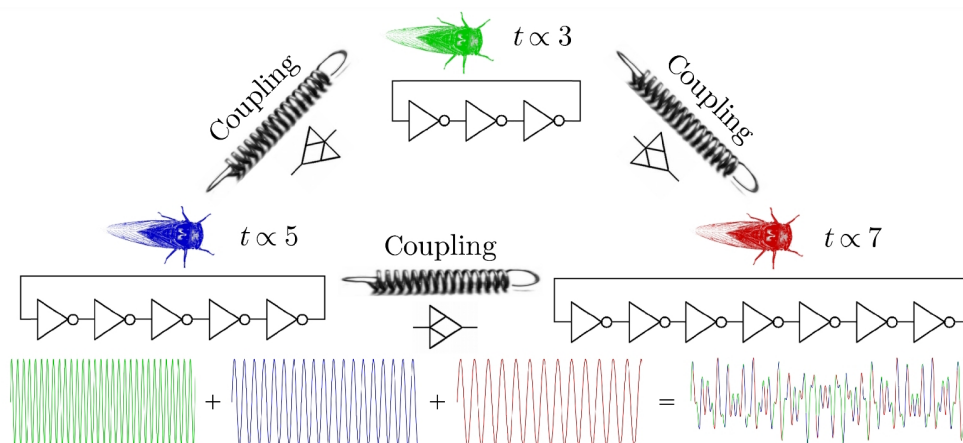 t ∝ 3
Coupling
Coupling
t ∝ 5
Coupling
t ∝ 7
+ + =